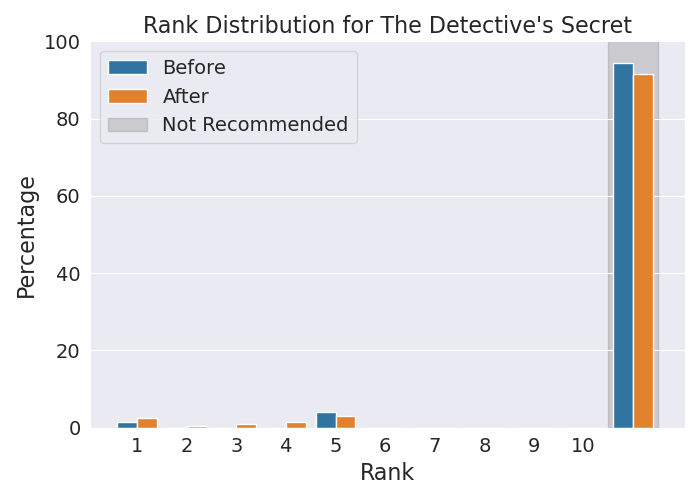 Rank Distribution for The Detective's Secret
100
80
60
40
20
0
Percentage
Before
After
Not Recommended
1 2 3 4 5 6 7 8 9 10
Rank